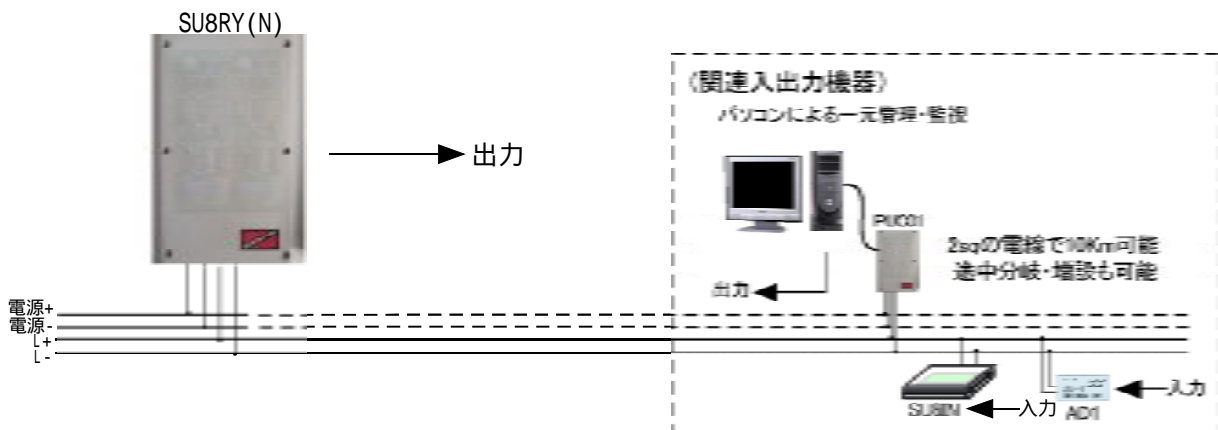 SU8RY(N)
出力
(関連入出力機器)
パソコンによる一元管理・監視
PUC01
2sqの電線で10Km可能
途中分岐・増設も可能
出力
電源+
電源-
L+
L-
入力
SU8IN
入力
AD1